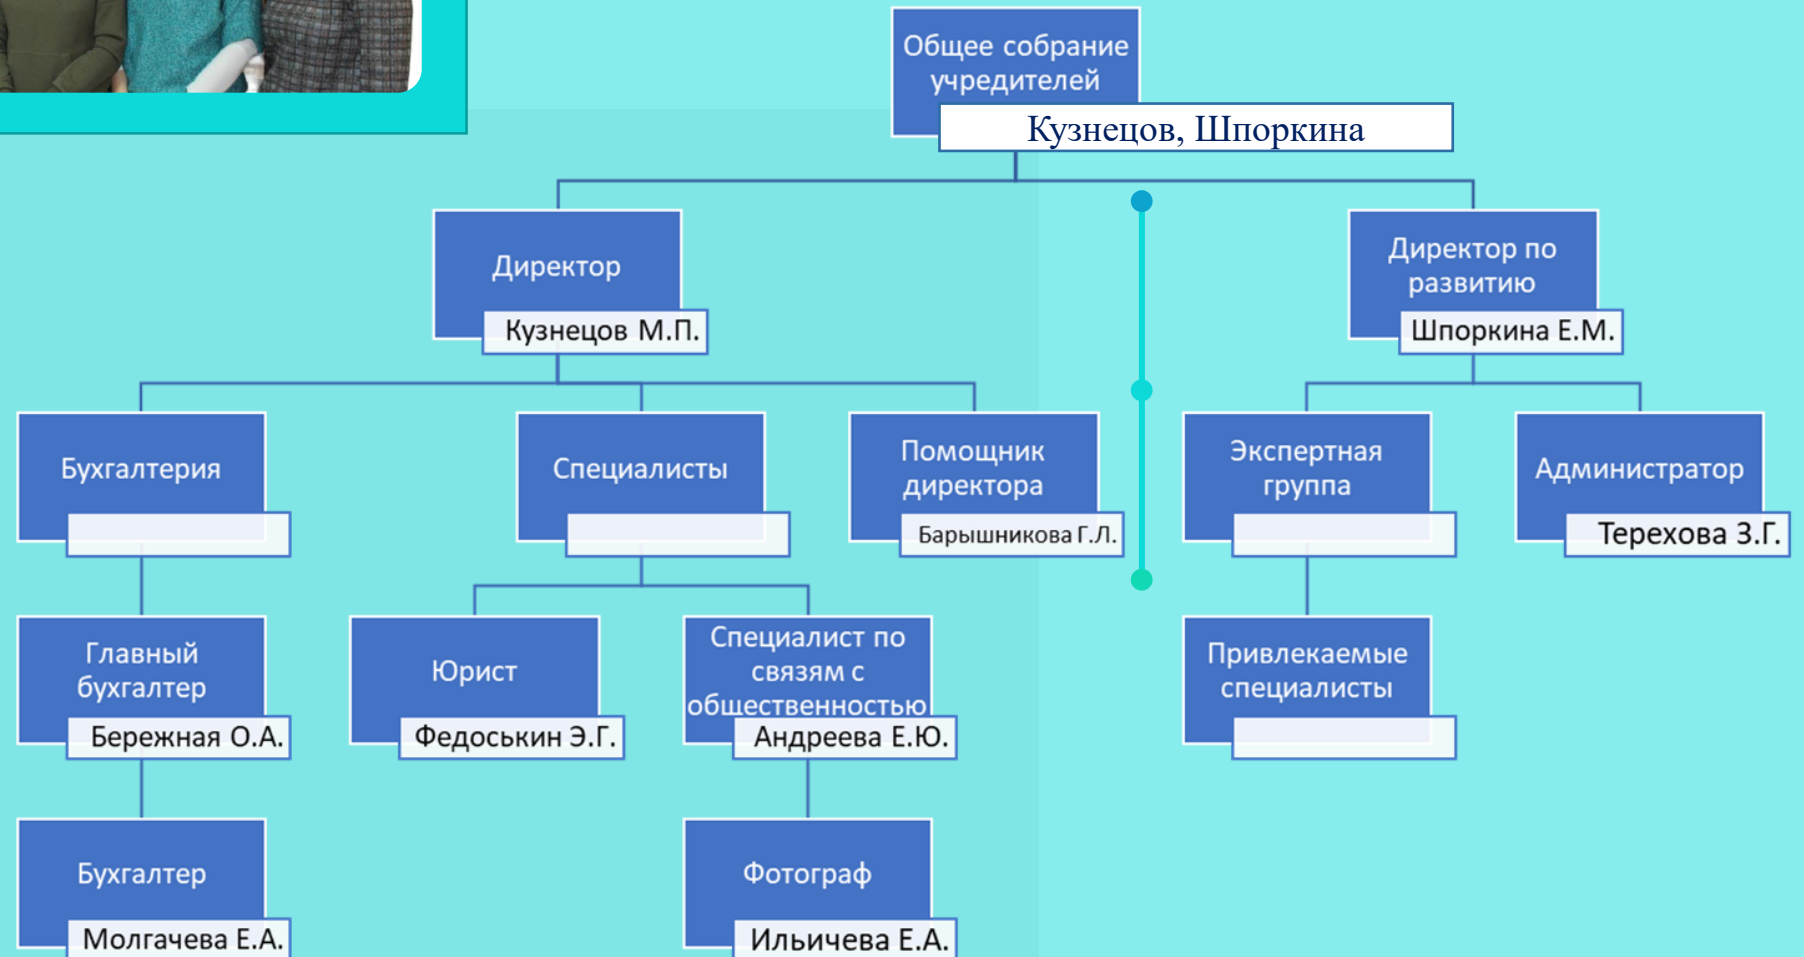 Общее собрание
учредителей
Кузнецов, Шпоркина
Директор
Кузнецов М.П.
Директор по
развитию
Шпоркина Е.М.
Бухгалтерия
Специалисты
Помощник
директора
Барышникова Г.Л.
Экспертная
группа
Администратор
Терехова З.Г.
Главный
бухгалтер
Бережная О.А.
Юрист
Федоськин Э.Г.
Специалист по
связям с
общественностью
Андреева Е.Ю.
Привлекаемые
специалисты
Бухгалтер
Молгачева Е.А.
Фотограф
Ильичева Е.А.